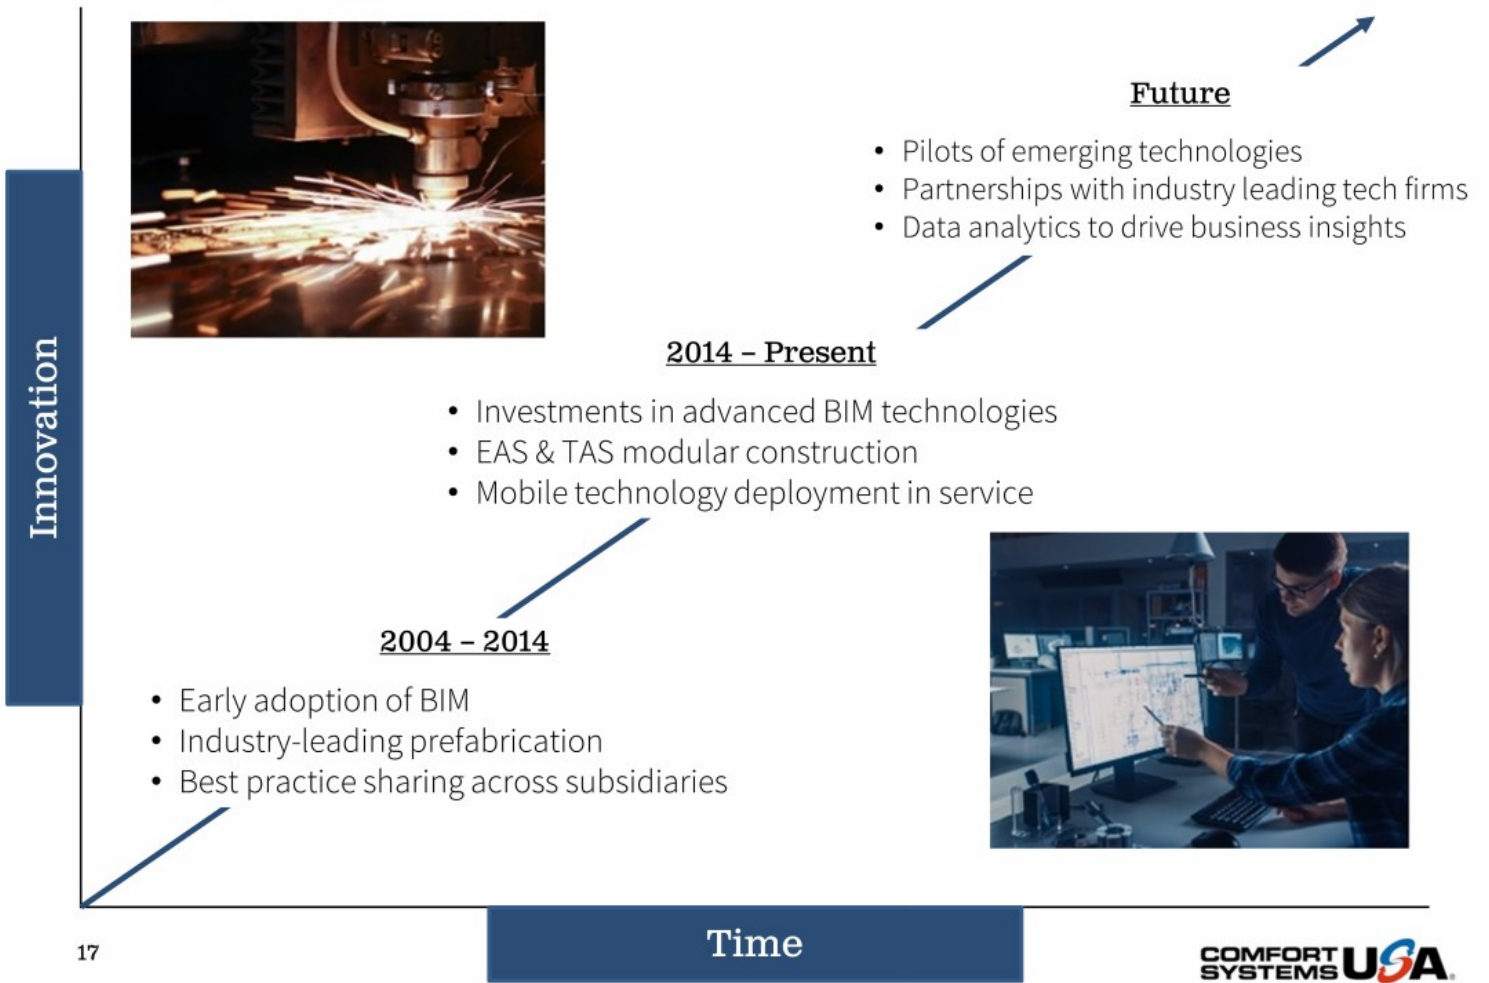 Future
• Pilots of emerging technologies
• Partnerships with industry leading tech firms
• Data analytics to drive business insights
2014 – Present
• Investments in advanced BIM technologies
• EAS & TAS modular construction
• Mobile technology deployment in service
Innovation
2004 – 2014
• Early adoption of BIM
• Industry-leading prefabrication
• Best practice sharing across subsidiaries
Time
17
COMFORT
SYSTEMS USA